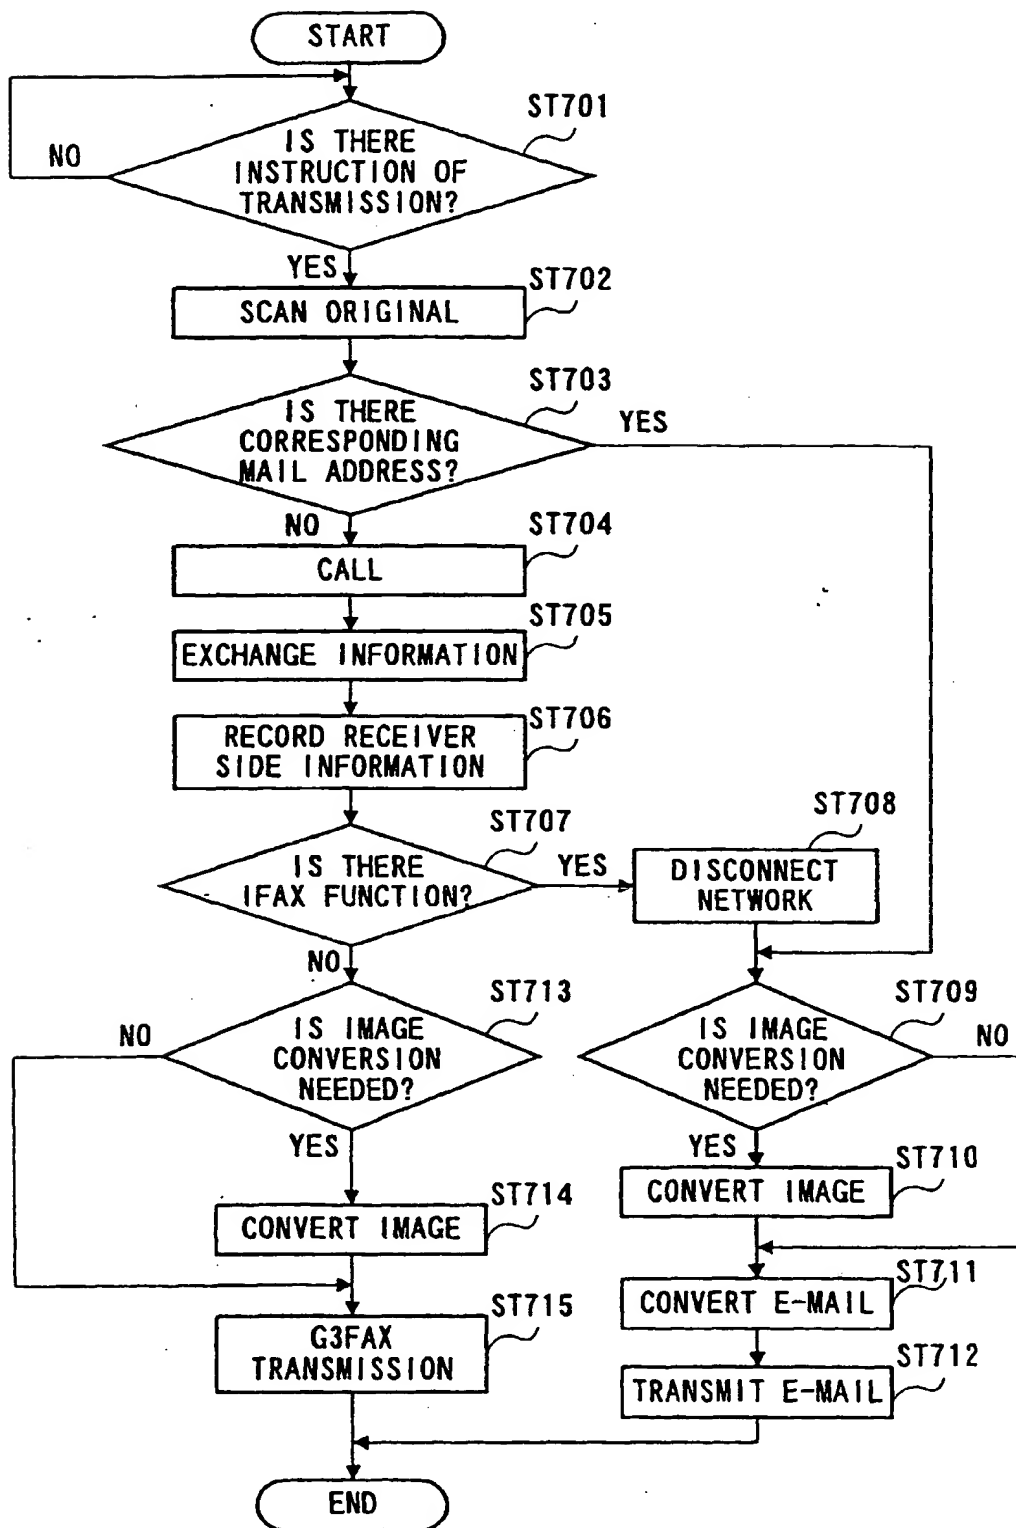 START
ST701
IS THERE
INSTRUCTION OF
TRANSMISSION?
NO
YES
ST702
SCAN ORIGINAL
ST703
IS THERE
CORRESPONDING
MAIL ADDRESS?
YES
NO
ST704
CALL
ST705
EXCHANGE INFORMATION
ST706
RECORD RECEIVER
SIDE INFORMATION
ST707
IS THERE
IFAX FUNCTION?
YES
ST708
DISCONNECT
NETWORK
NO
ST713
IS IMAGE
CONVERSION
NEEDED?
NO
YES
ST709
IS IMAGE
CONVERSION
NEEDED?
NO
YES
ST714
CONVERT IMAGE
ST710
CONVERT IMAGE
ST715
G3FAX
TRANSMISSION
ST711
CONVERT E-MAIL
ST712
TRANSMIT E-MAIL
END